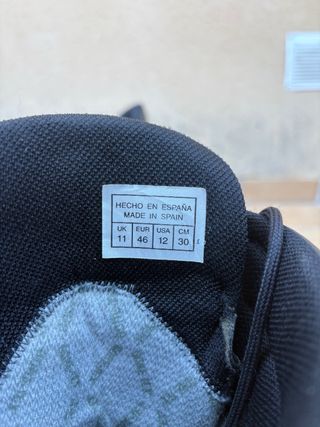 HECHO EN ESPAÑA
MADE IN SPAIN
UK EUR USA CM
11 46 12 30